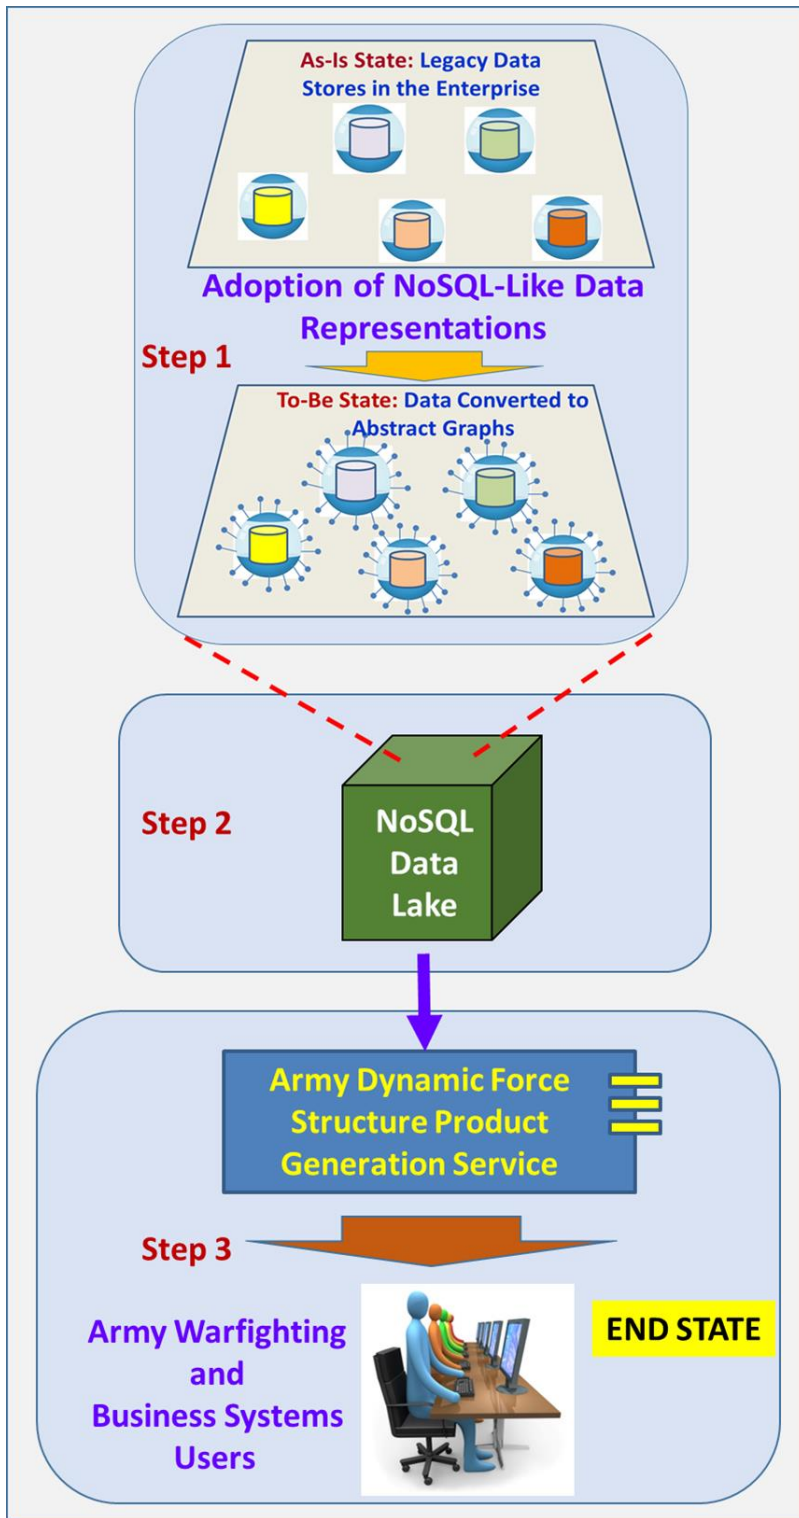 As-Is State: Legacy Data
Stores in the Enterprise
Adoption of NoSQL-Like Data
Representations
Step 1
To-Be State: Data Converted to
Abstract Graphs
Step 2
NoSQL
Data
Lake
Army Dynamic Force
Structure Product
Generation Service
Step 3
Army Warfighting
and
Business Systems
Users
END STATE